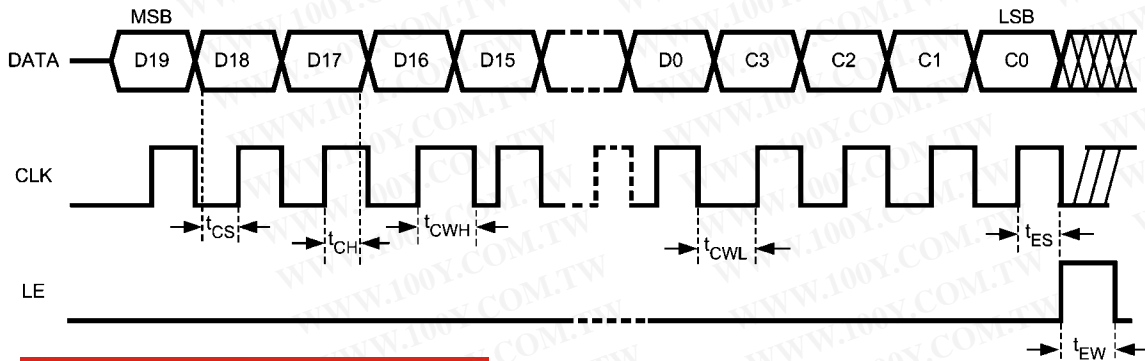 MSB
LSB
DATA
D19
D18
D17
D16
D15
D0
C3
C2
C1
C0
CLK
tCS
tCH
tCWH
tCWL
tES
LE
tEW
WWW.100Y.COM.TW